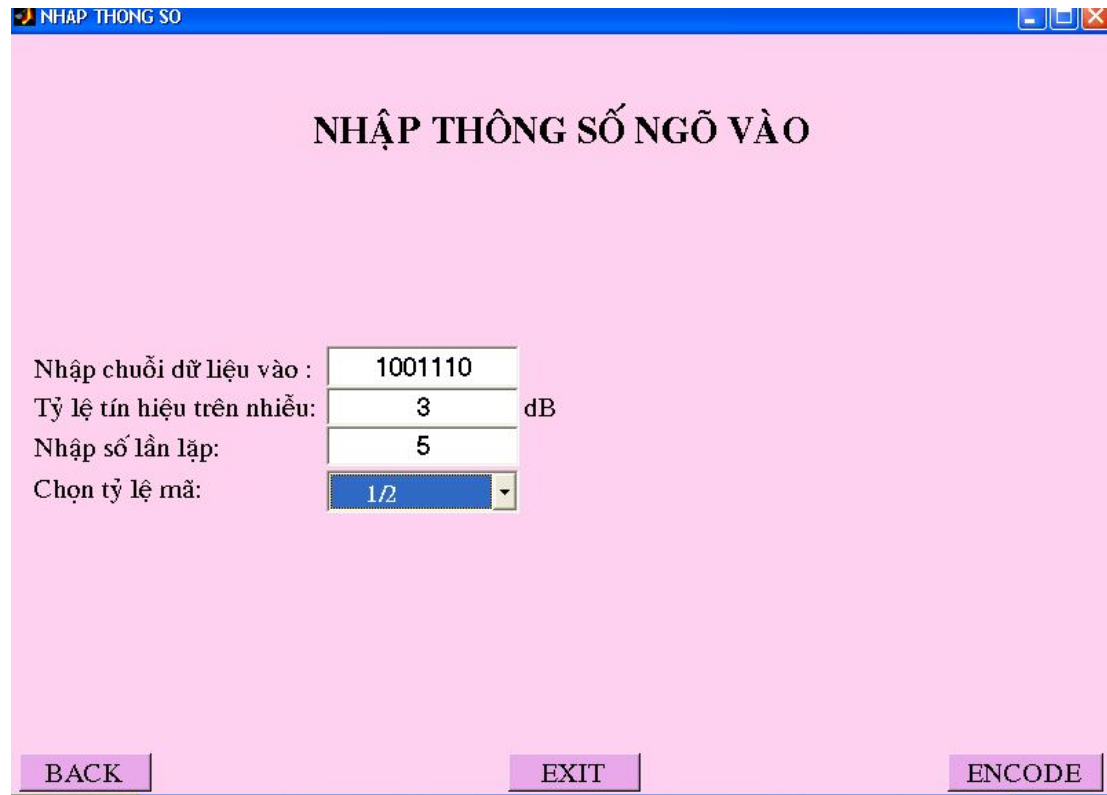 NHAP THONG SO
NHẬP THÔNG SỐ NGÕ VÀO
Nhập chuỗi dữ liệu vào : 1001110
Tỷ lệ tín hiệu trên nhiễu: 3 dB
Nhập số lần lặp: 5
Chọn tỷ lệ mã: 1/2
BACK EXIT ENCODE